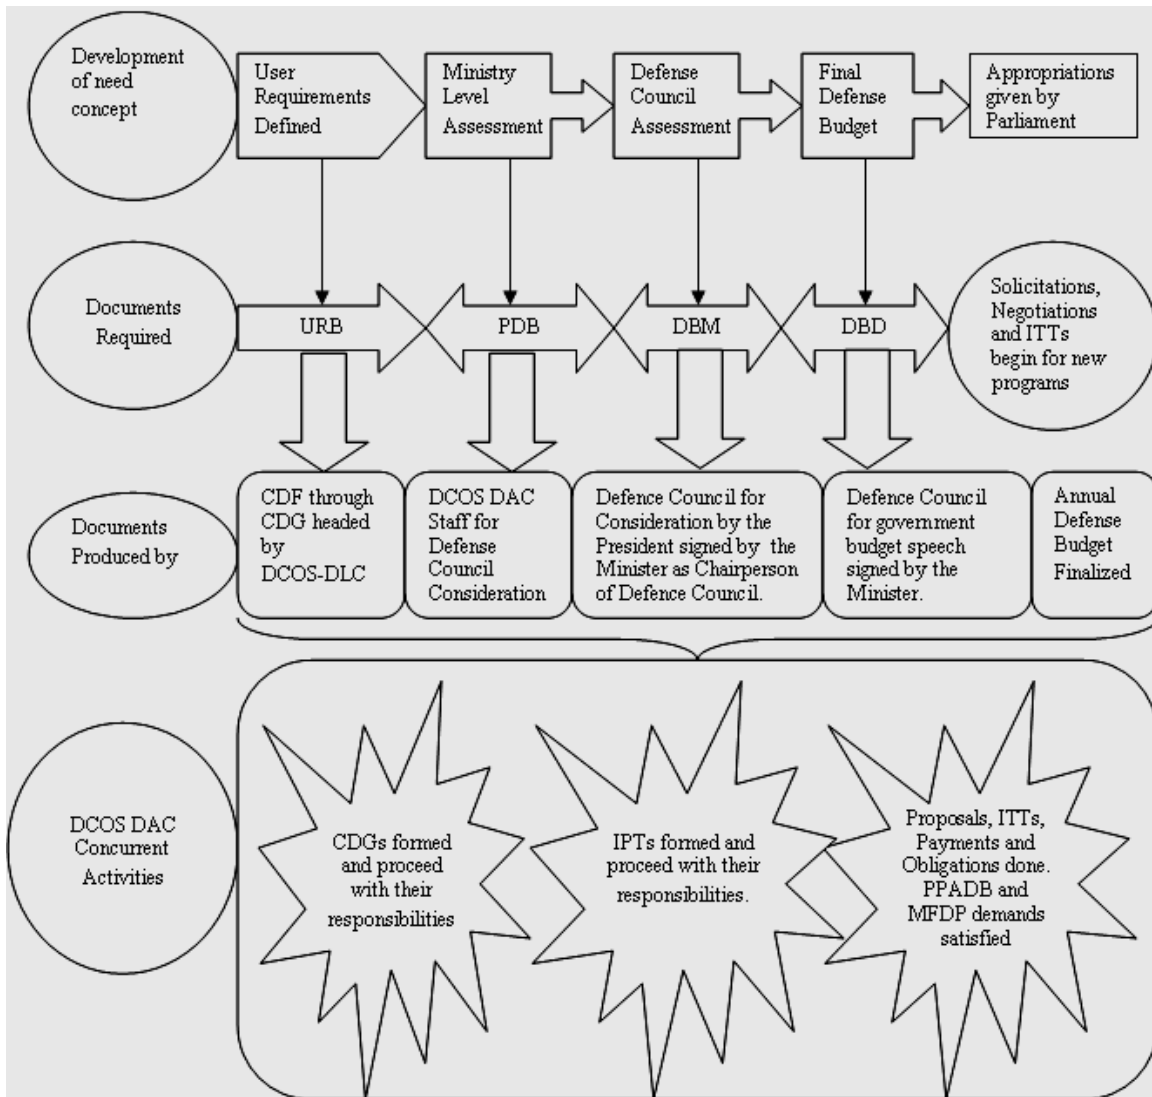 Development
of need
concept
User
Requirements
Defined
Ministry
Level
Assessment
Defense
Council
Assessment
Final
Defense
Budget
Appropriations
given by
Parliament
Documents
Required
URB
PDB
DBM
DBD
Solicitations,
Negotiations
and ITTs
begin for new
programs
Documents
Produced by
CDF through
CDG headed
by
DCOS-DLC
DCOS DAC
Staff for
Defense
Council
Consideration
Defence Council for
Consideration by the
President signed by the
Minister as Chairperson
of Defence Council.
Defence Council
for government
budget speech
signed by the
Minister.
Annual
Defense
Budget
Finalized
DCOS DAC
Concurrent
Activities
CDGs formed
and proceed
with their
responsibilities
IPTs formed and
proceed with their
responsibilities.
Proposals, ITTs,
Payments and
Obligations done.
PPADB and
MFDP demands
satisfied